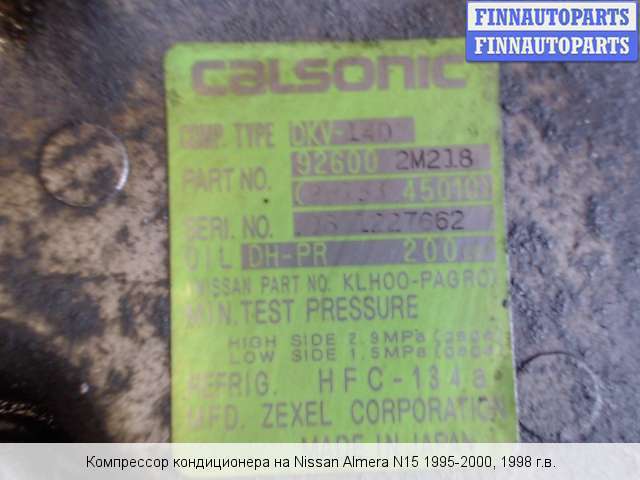 FINNAUTOPARTS
FINNAUTOPARTS
CALSONIC
COMP. TYPE DKV-14D
PART NO. 92600 2M218
45010)
SERI. NO. 1227662
OIL DH-PR 200
(NISSAN PART NO. KLH00-PAGR0)
MIN. TEST PRESSURE
HIGH SIDE 2.9MPa
LOW SIDE 1.5MPa
REFRIG. HFC-134a
MFD. ZEXEL CORPORATION
MADE IN JAPAN
Компрессор кондиционера на Nissan Almera N15 1995-2000, 1998 г.в.